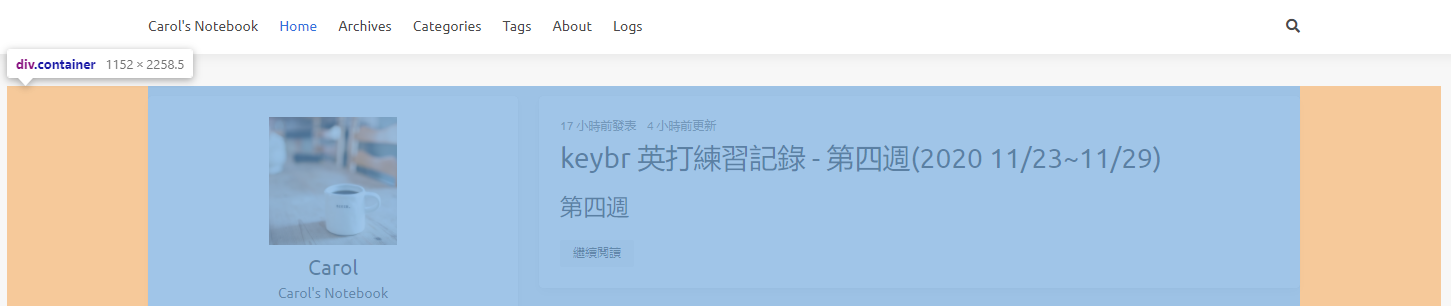 Carol's Notebook Home Archives Categories Tags About Logs
div.container 1152 × 2258.5
Carol
Carol's Notebook
17 小時前發表 4 小時前更新
keybr 英打練習記錄 - 第四週(2020 11/23~11/29)
第四週
繼續閱讀